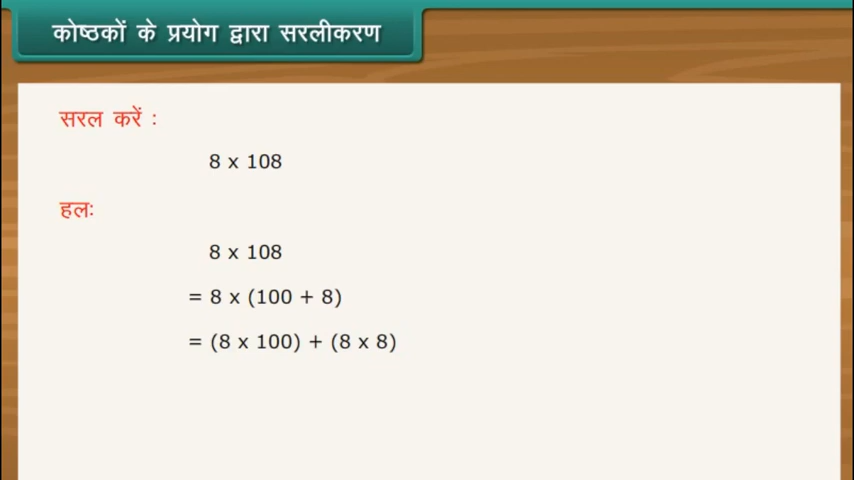 कोष्ठकों के प्रयोग द्वारा सरलीकरण
सरल करें :
8 x 108
हलः
8 x 108
= 8 x (100 + 8)
= (8 x 100) + (8 x 8)